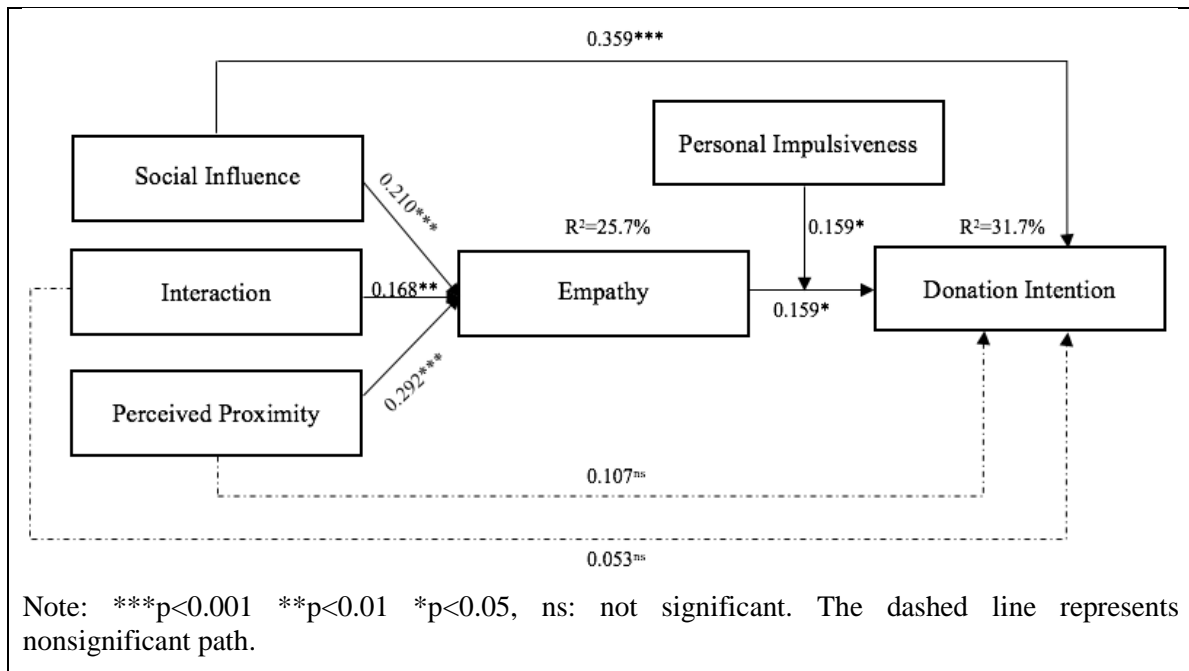 0.359***
Personal Impulsiveness
Social Influence
0.210***
R²=25.7%
0.159*
R²=31.7%
Interaction
0.168**
Empathy
0.159*
Donation Intention
0.292***
Perceived Proximity
0.107ⁿˢ
0.053ⁿˢ
Note: ***p<0.001 **p<0.01 *p<0.05, ns: not significant. The dashed line represents
nonsignificant path.